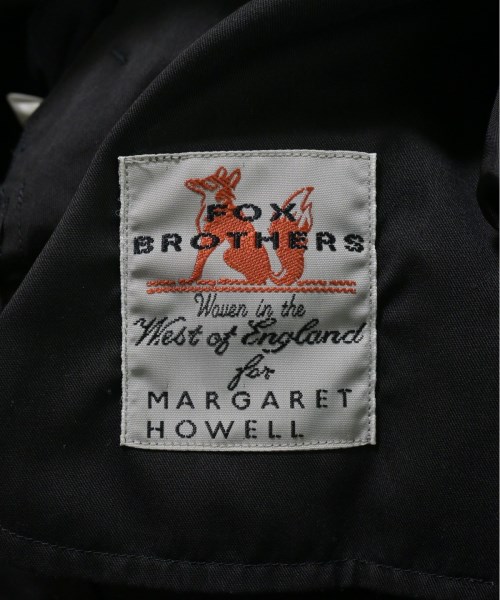 FOX
BROTHERS
Woven in the
West of England
for
MARGARET
HOWELL